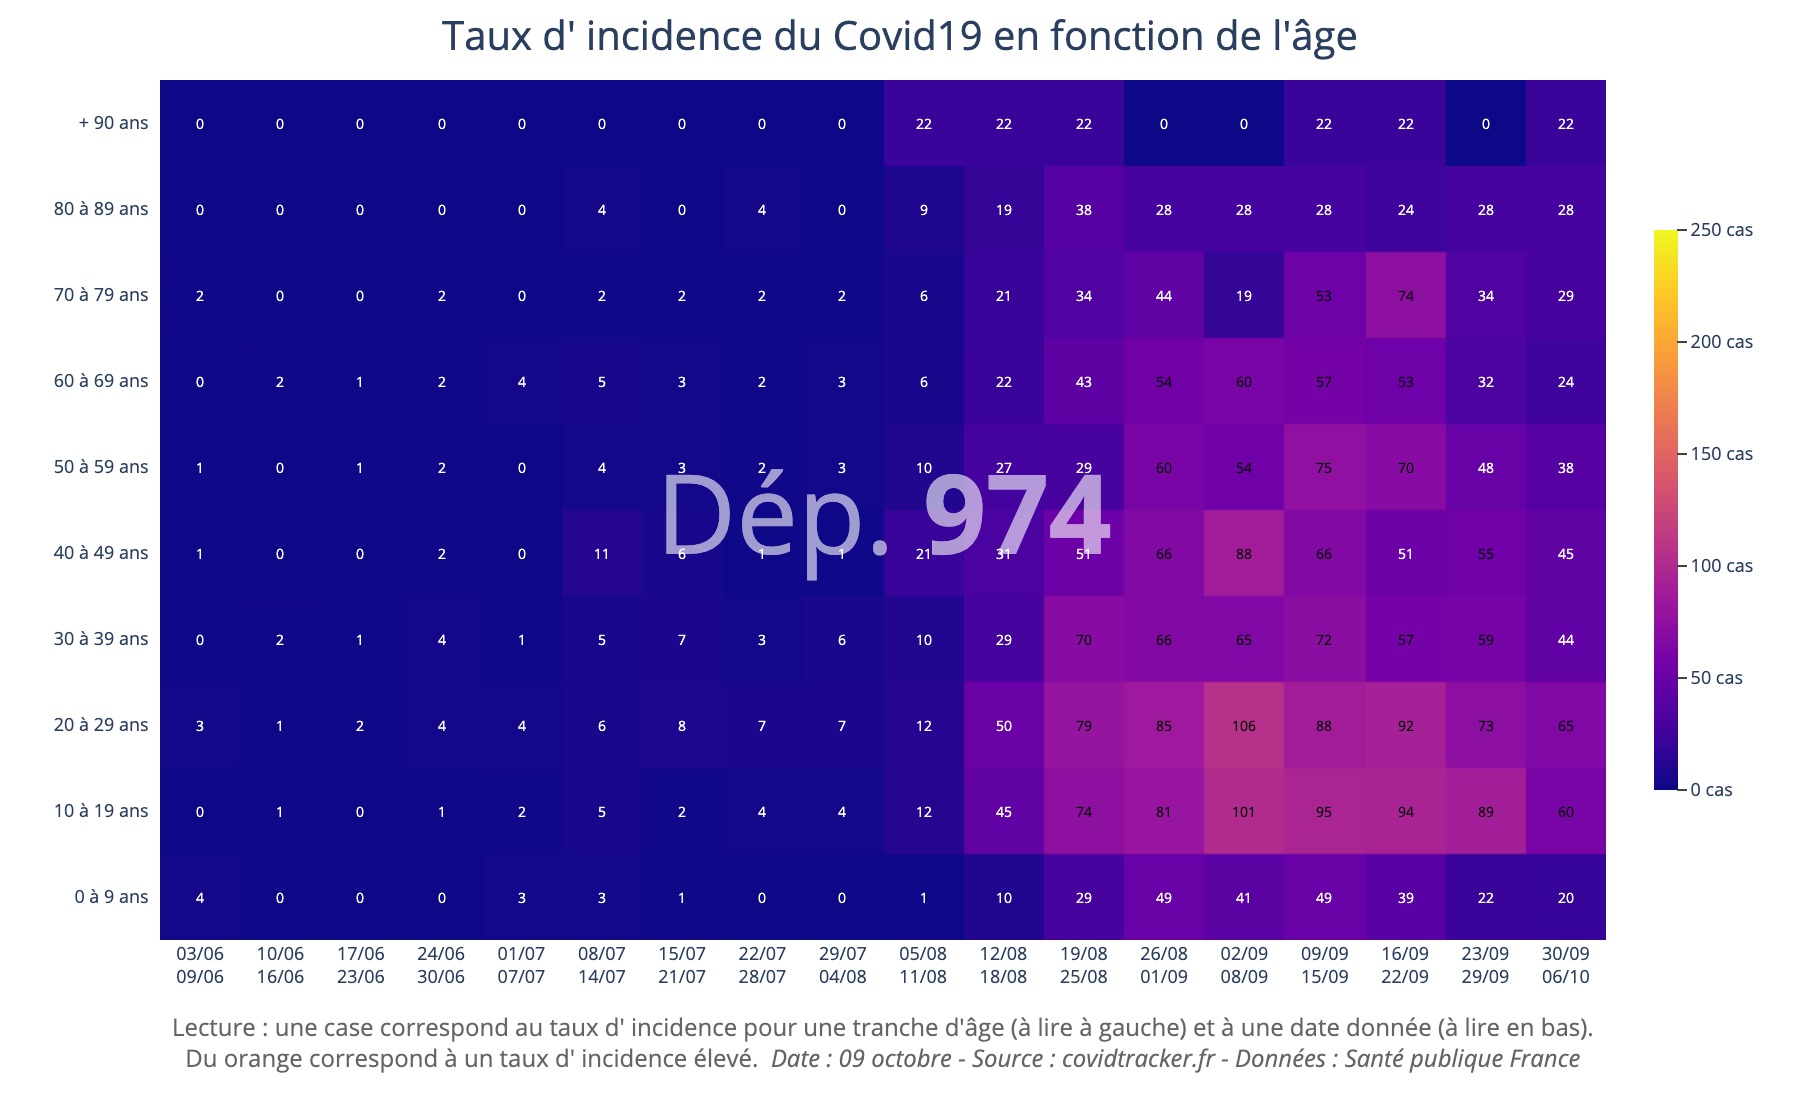 Taux d' incidence du Covid19 en fonction de l'âge
+ 90 ans 0 0 0 0 0 0 0 0 0 22 22 22 0 0 22 22 0 22
80 à 89 ans 0 0 0 0 0 4 0 4 0 9 19 38 28 28 28 24 28 28
250 cas
70 à 79 ans 2 0 0 2 0 2 2 2 2 6 21 34 44 19 53 74 34 29
200 cas
60 à 69 ans 0 2 1 2 4 5 3 2 3 6 22 43 54 60 57 53 32 24
150 cas
50 à 59 ans 1 0 1 2 0 4 3 2 3 10 27 29 60 54 75 70 48 38
Dép. 974
40 à 49 ans 1 0 0 2 0 11 6 1 1 21 31 51 66 88 66 51 55 45
100 cas
30 à 39 ans 0 2 1 4 1 5 7 3 6 10 29 70 66 65 72 57 59 44
50 cas
20 à 29 ans 3 1 2 4 4 6 8 7 7 12 50 79 85 106 88 92 73 65
0 cas
10 à 19 ans 0 1 0 1 2 5 2 4 4 12 45 74 81 101 95 94 89 60
0 à 9 ans 4 0 0 0 3 3 1 0 0 1 10 29 49 41 49 39 22 20
03/06 10/06 17/06 24/06 01/07 08/07 15/07 22/07 29/07 05/08 12/08 19/08 26/08 02/09 09/09 16/09 23/09 30/09
09/06 16/06 23/06 30/06 07/07 14/07 21/07 28/07 04/08 11/08 18/08 25/08 01/09 08/09 15/09 22/09 29/09 06/10
Lecture : une case correspond au taux d' incidence pour une tranche d'âge (à lire à gauche) et à une date donnée (à lire en bas).
Du orange correspond à un taux d' incidence élevé. Date : 09 octobre - Source : covidtracker.fr - Données : Santé publique France